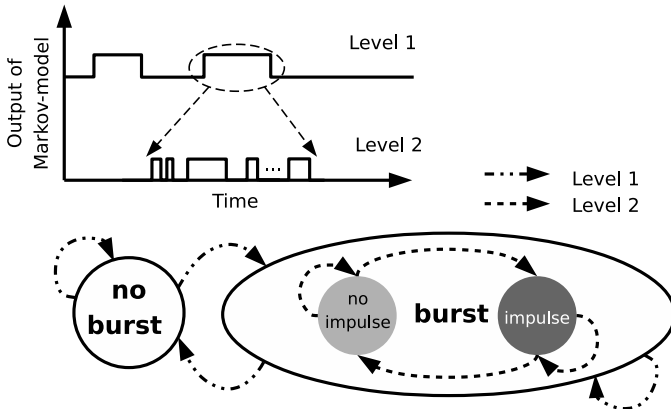 Output of
Markov-model
Level 1
Level 2
...
Time
Level 1
Level 2
no
burst
no
impulse
burst
impulse